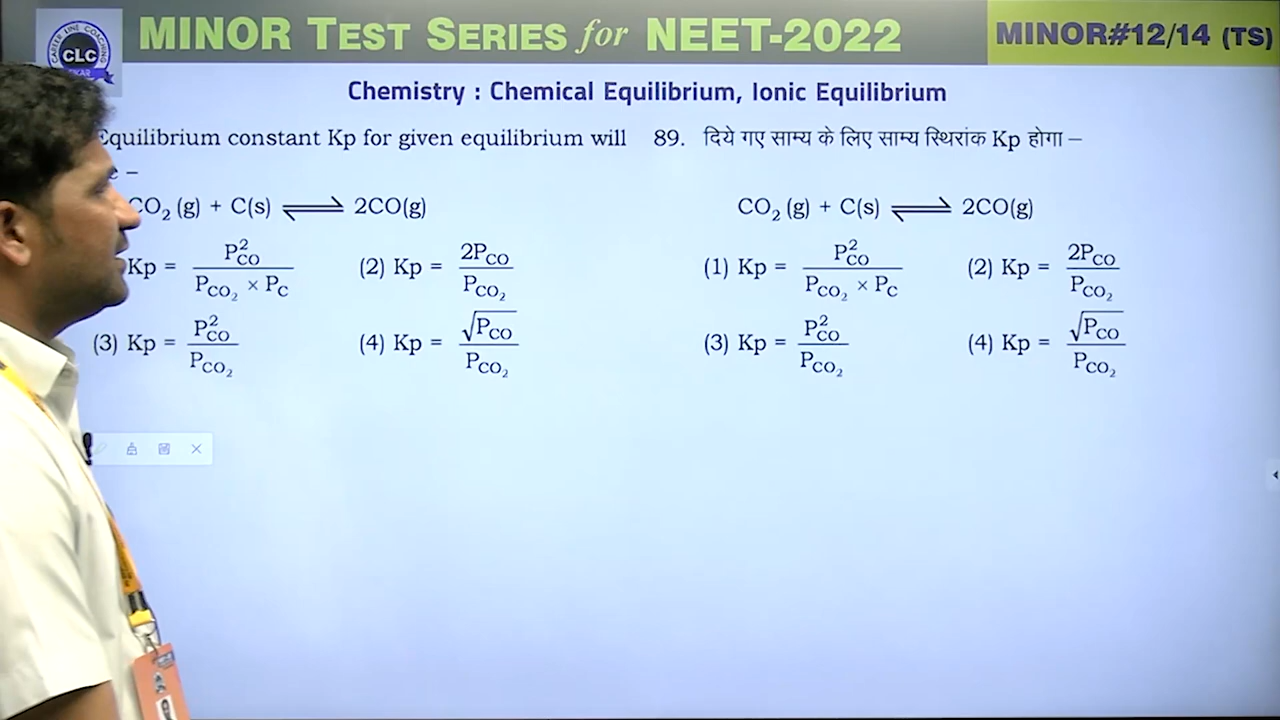 MINOR TEST SERIES for NEET-2022
MINOR#12/14 (TS)
CAREER LINE COACHING
CLC
Chemistry : Chemical Equilibrium, Ionic Equilibrium
Equilibrium constant Kp for given equilibrium will
–
CO₂ (g) + C(s) ⇌ 2CO(g)
Kp = P²CO / PCO₂ × PC
(2) Kp = 2PCO / PCO₂
(3) Kp = P²CO / PCO₂
(4) Kp = √PCO / PCO₂
89. दिये गए साम्य के लिए साम्य स्थिरांक Kp होगा –
CO₂ (g) + C(s) ⇌ 2CO(g)
(1) Kp = P²CO / PCO₂ × PC
(2) Kp = 2PCO / PCO₂
(3) Kp = P²CO / PCO₂
(4) Kp = √PCO / PCO₂